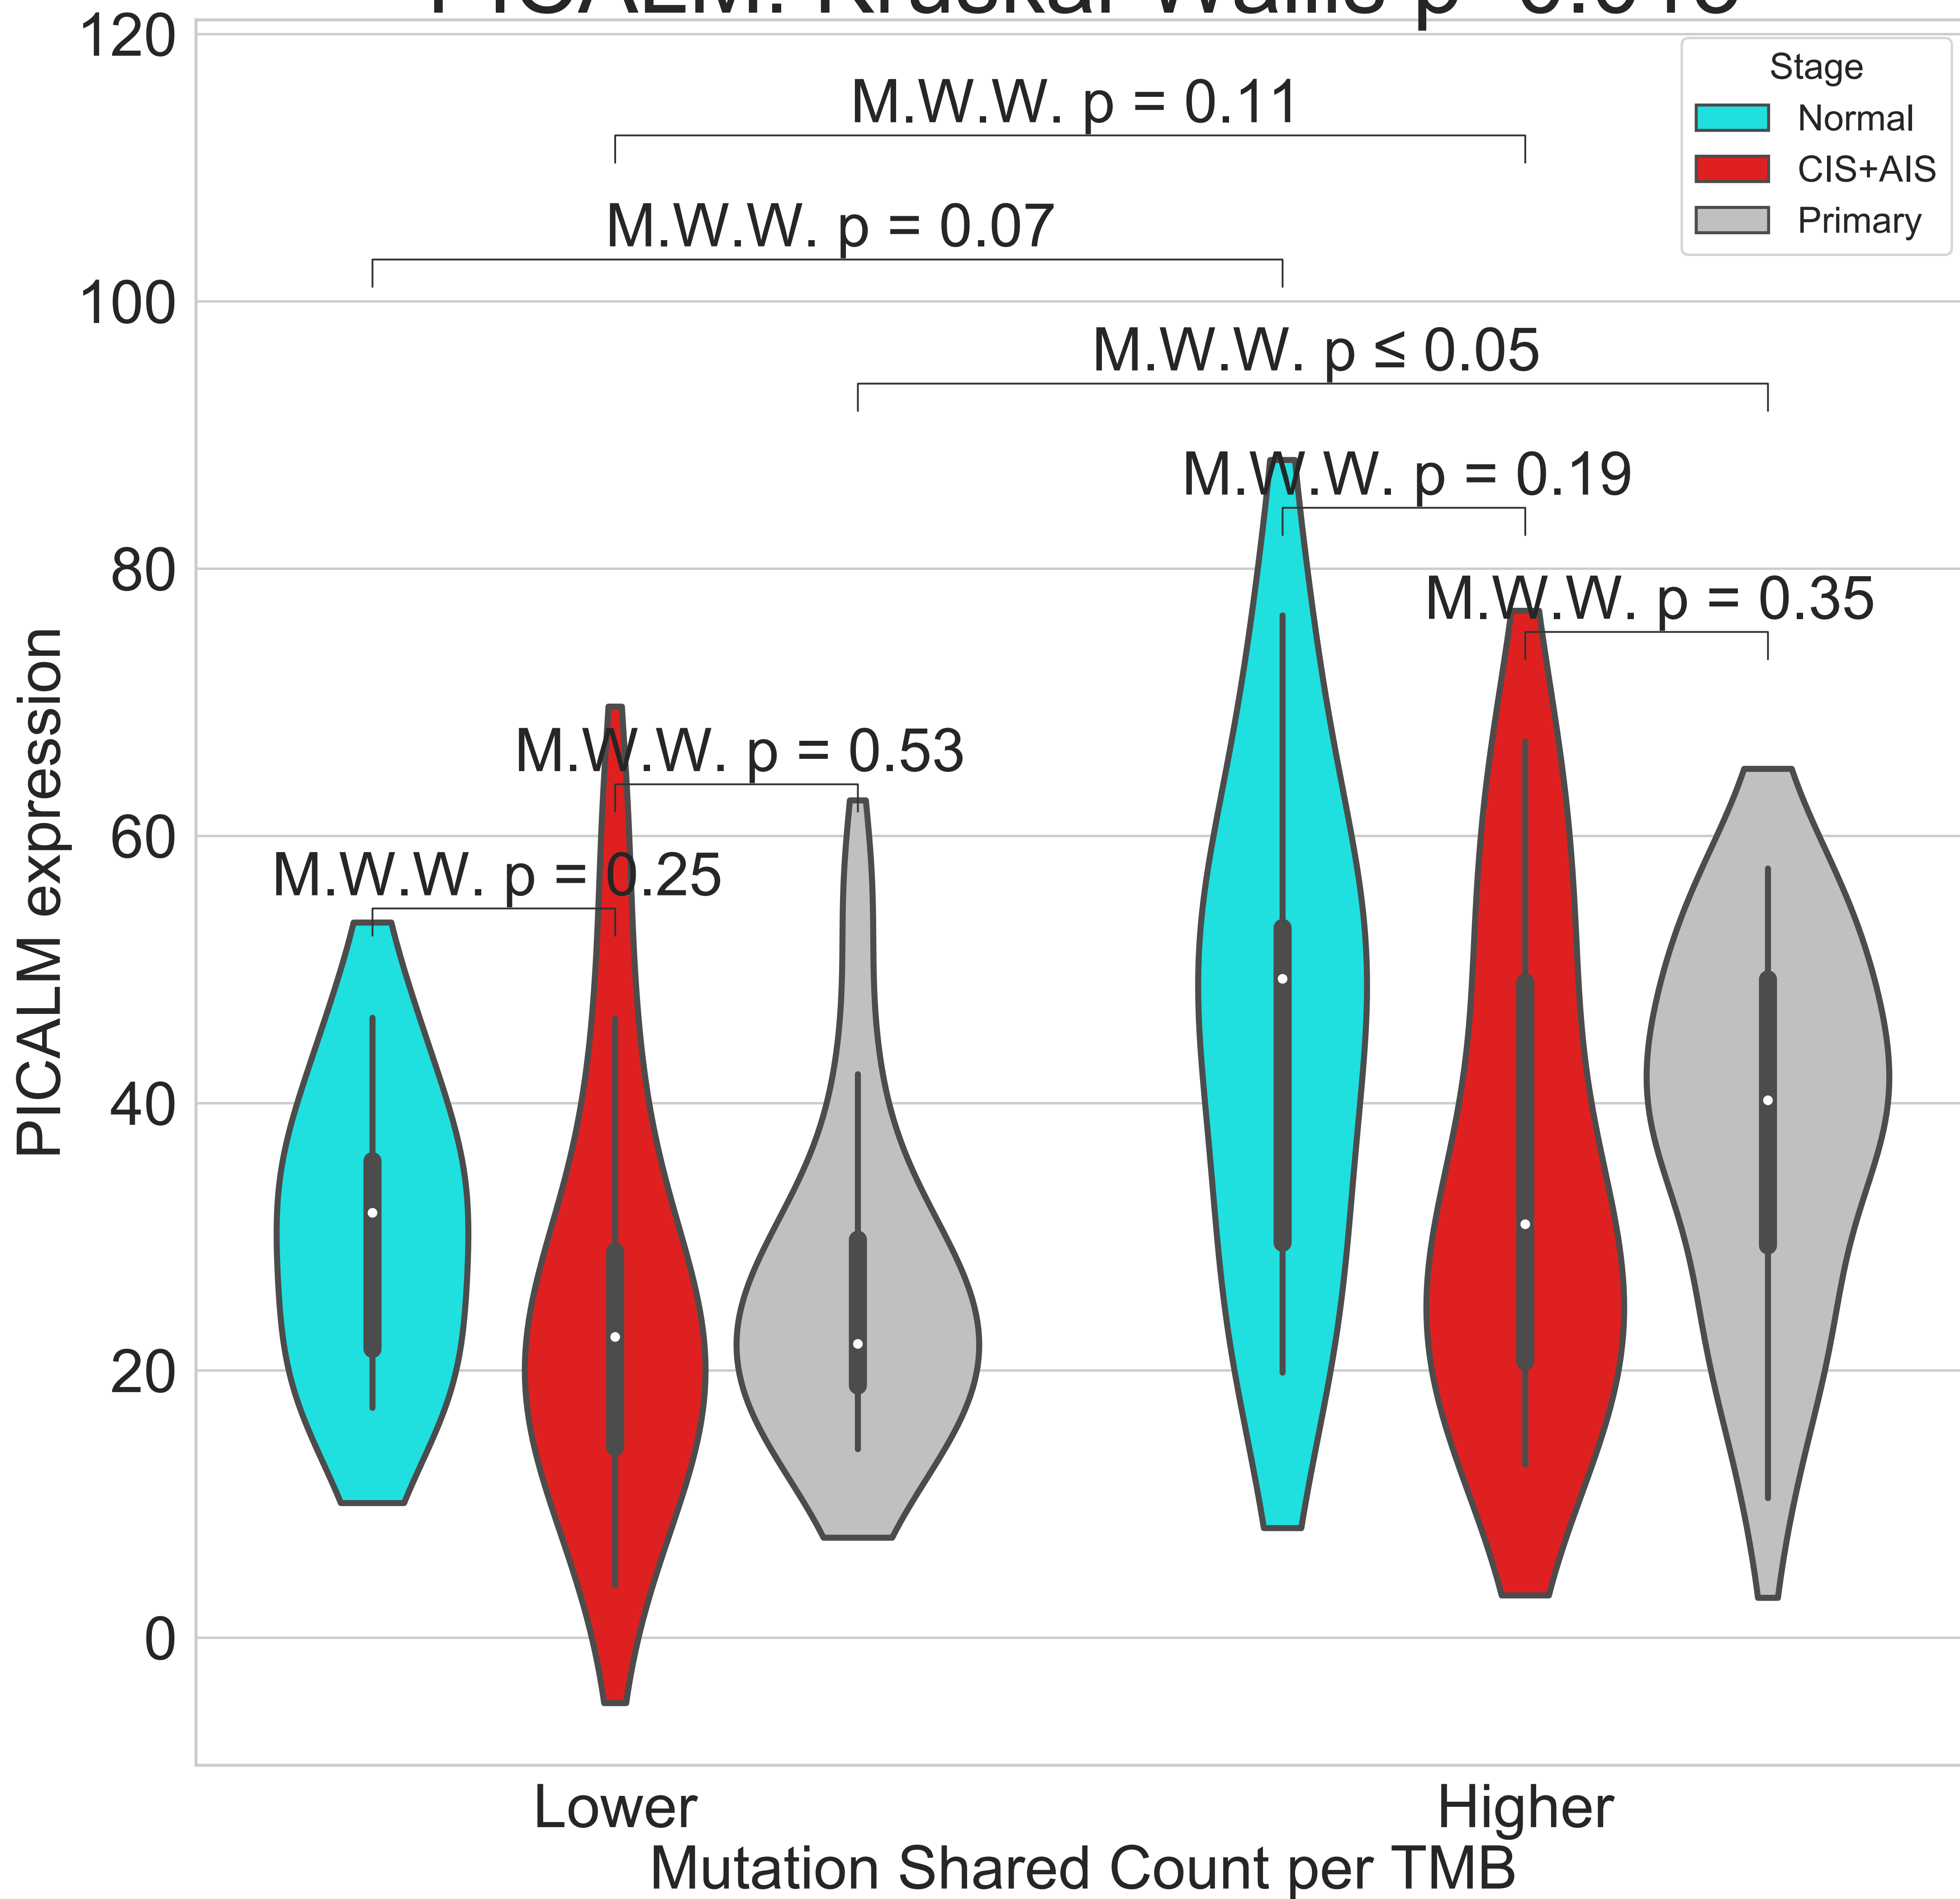 120
Stage
Normal
CIS+AIS
Primary
M.W.W. p = 0.11
M.W.W. p = 0.07
100
M.W.W. p ≤ 0.05
M.W.W. p = 0.19
80
M.W.W. p = 0.35
M.W.W. p = 0.53
60
M.W.W. p = 0.25
PICALM expression
40
20
0
Lower
Higher
Mutation Shared Count per TMB